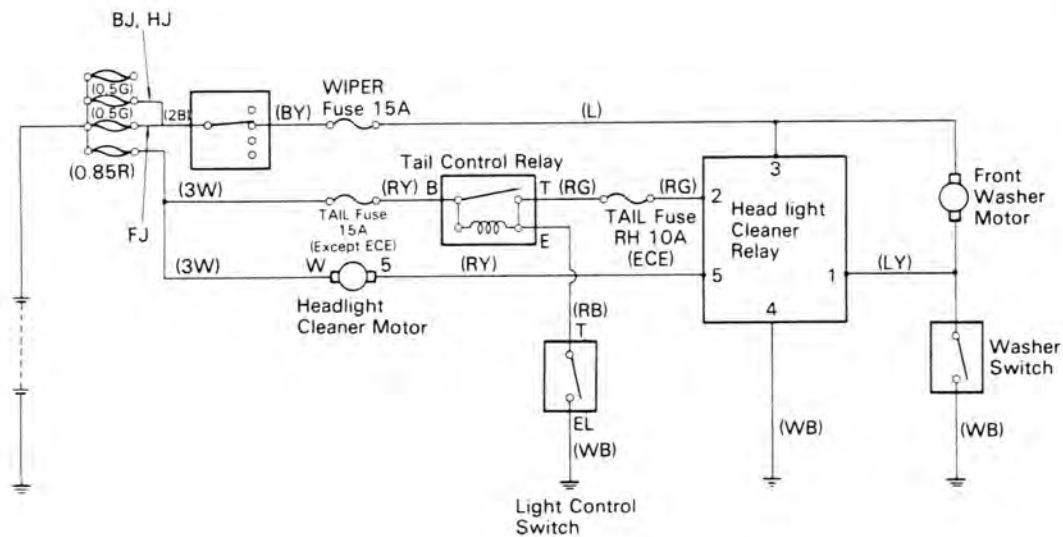 BJ, HJ
(0.5G)
(0.5G)
(0.85R)
(2B)
(BY)
WIPER
Fuse 15A
(L)
Tail Control Relay
(3W)
(RY)
B
T
(RG)
(RG)
2
3
Head light
Cleaner
Relay
Front
Washer
Motor
TAIL Fuse
15A
(Except ECE)
E
TAIL Fuse
RH 10A
(ECE)
FJ
(3W)
W
5
(RY)
5
1
(LY)
4
Headlight
Cleaner Motor
(RB)
T
Washer
Switch
EL
(WB)
(WB)
(WB)
Light Control
Switch